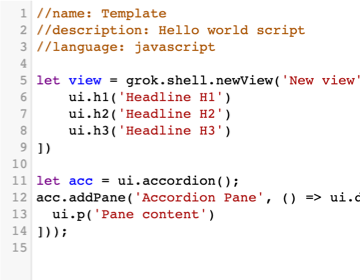 1 //name: Template
2 //description: Hello world script
3 //language: javascript
4
5 let view = grok.shell.newView('New view'
6 ui.h1('Headline H1')
7 ui.h2('Headline H2')
8 ui.h3('Headline H3')
9 ])
10
11 let acc = ui.accordion();
12 acc.addPane('Accordion Pane', () => ui.d
13 ui.p('Pane content')
14 ]));
15